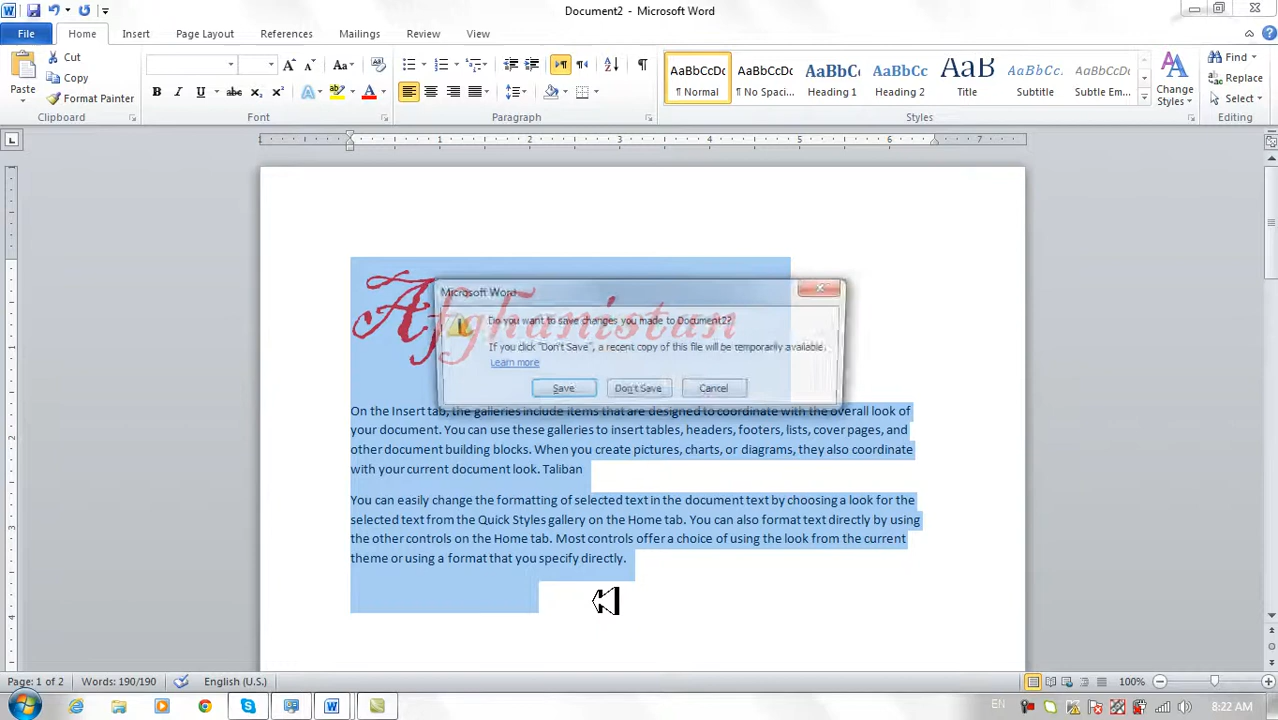 Document2 - Microsoft Word
File Home Insert Page Layout References Mailings Review View
Cut
Copy
Format Painter
Paste
Clipboard
Font
Paragraph
AaBbCcDc AaBbCcDc AaBbC AaBbCc AaB AaBbCc. AaBbCcDc
¶ Normal ¶ No Spaci... Heading 1 Heading 2 Title Subtitle Subtle Em...
Change
Styles
Styles
Find
Replace
Select
Editing
1 2 3 4 5 6 7
Afghanistan
Microsoft Word
Do you want to save changes you made to Document2?
If you click "Don't Save", a recent copy of this file will be temporarily available.
Learn more
Save Don't Save Cancel
On the Insert tab, the galleries include items that are designed to coordinate with the overall look of
your document. You can use these galleries to insert tables, headers, footers, lists, cover pages, and
other document building blocks. When you create pictures, charts, or diagrams, they also coordinate
with your current document look. Taliban
You can easily change the formatting of selected text in the document text by choosing a look for the
selected text from the Quick Styles gallery on the Home tab. You can also format text directly by using
the other controls on the Home tab. Most controls offer a choice of using the look from the current
theme or using a format that you specify directly.
Page: 1 of 2 Words: 190/190 English (U.S.) 100%
EN 8:22 AM